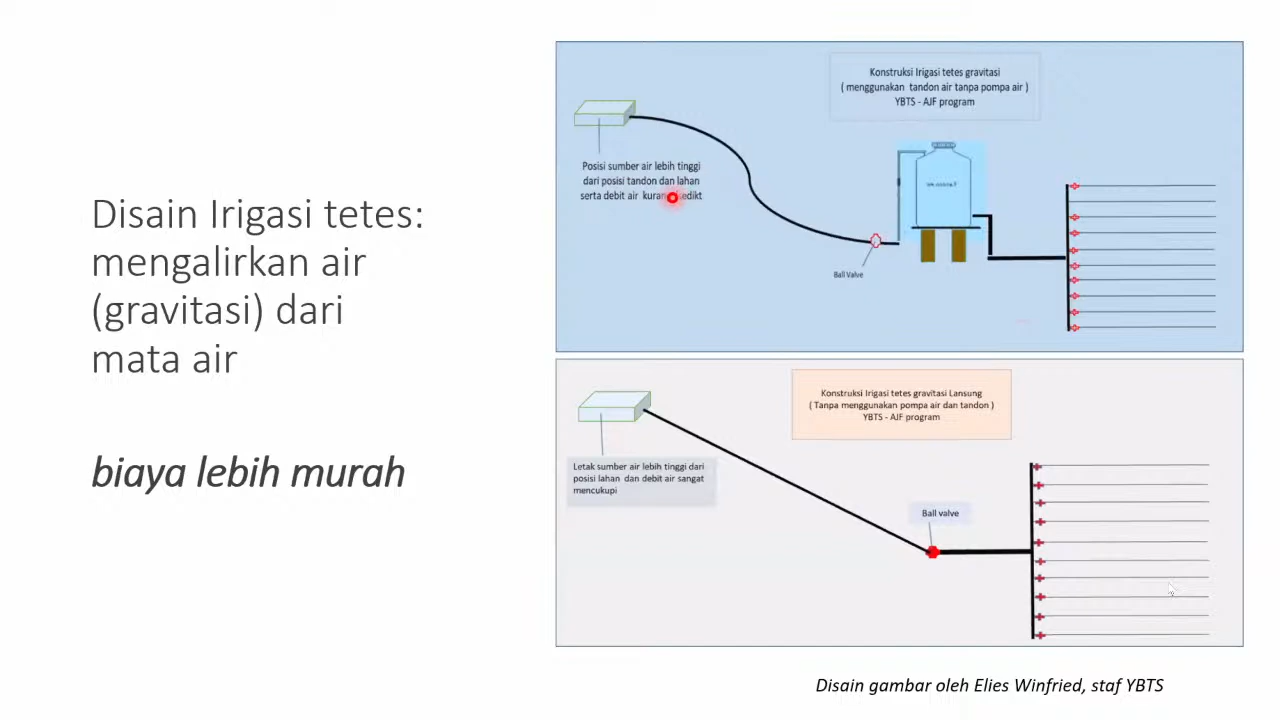 Disain Irigasi tetes:
mengalirkan air
(gravitasi) dari
mata air
biaya lebih murah
Konstruksi Irigasi tetes gravitasi
( menggunakan tandon air tanpa pompa air )
YBTS - AJF program
Posisi sumber air lebih tinggi
dari posisi tandon dan lahan
serta debit air
Ball Valve
Konstruksi Irigasi tetes gravitasi Lansung
( Tanpa menggunakan pompa air dan tandon )
YBTS - AJF program
Letak sumber air lebih tinggi dari
posisi lahan dan debit air sangat
mencukupi
Ball valve
Disain gambar oleh Elies Winfried, staf YBTS